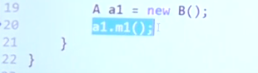 19 A a1 = new B();
20 a1.m1();
21 }
22 }